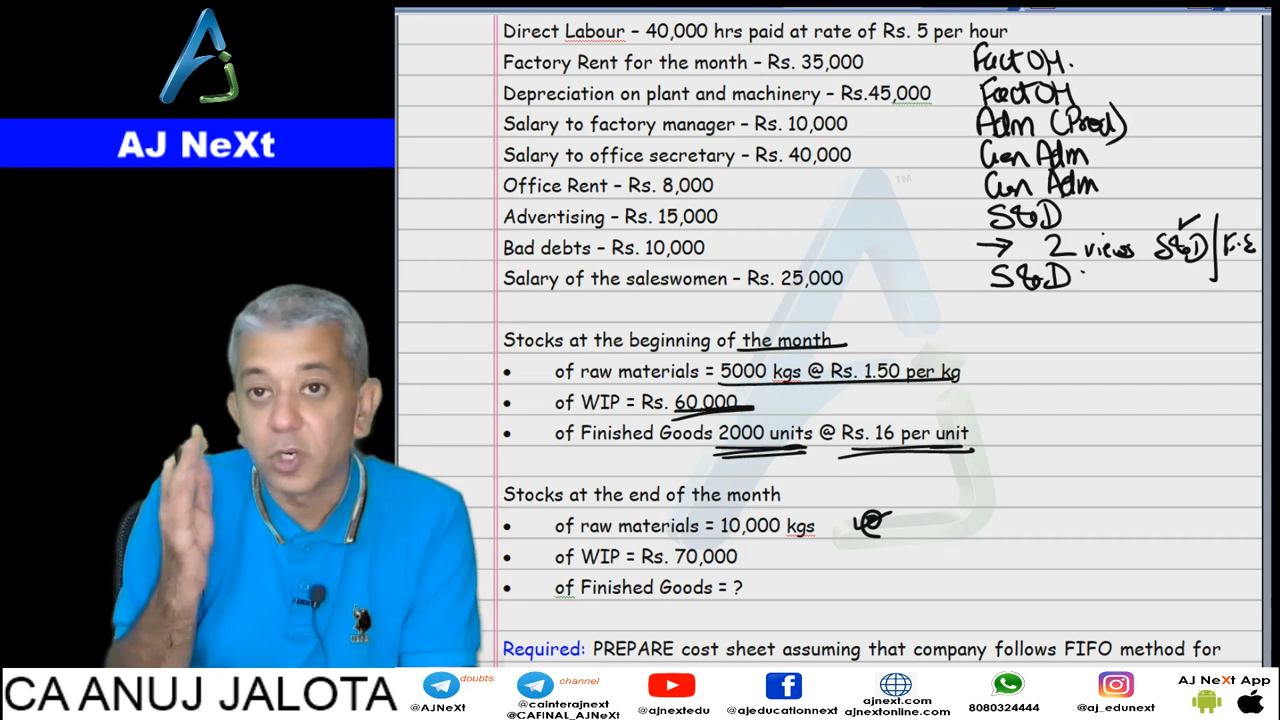 Direct Labour – 40,000 hrs paid at rate of Rs. 5 per hour
Factory Rent for the month – Rs. 35,000 Fact OH.
Depreciation on plant and machinery – Rs.45,000 Fact OH
Salary to factory manager – Rs. 10,000 Adm (Prod)
Salary to office secretary – Rs. 40,000 Gen Adm
Office Rent – Rs. 8,000 Gen Adm
Advertising – Rs. 15,000 S&D
Bad debts – Rs. 10,000 → 2 views S&D ✓ | F.E
Salary of the saleswomen – Rs. 25,000 S&D
Stocks at the beginning of the month
• of raw materials = 5000 kgs @ Rs. 1.50 per kg
• of WIP = Rs. 60,000
• of Finished Goods 2000 units @ Rs. 16 per unit
Stocks at the end of the month
• of raw materials = 10,000 kgs @
• of WIP = Rs. 70,000
• of Finished Goods = ?
Required: PREPARE cost sheet assuming that company follows FIFO method for
AJ NeXt
TM
CA ANUJ JALOTA
doubts
@AJNeXt
channel
@cainterajnext
@CAFINAL_AJNeXt
@ajnextedu
@ajeducationnext
ajnext.com
ajnextonline.com
8080324444
@aj_edunext
AJ NeXt App